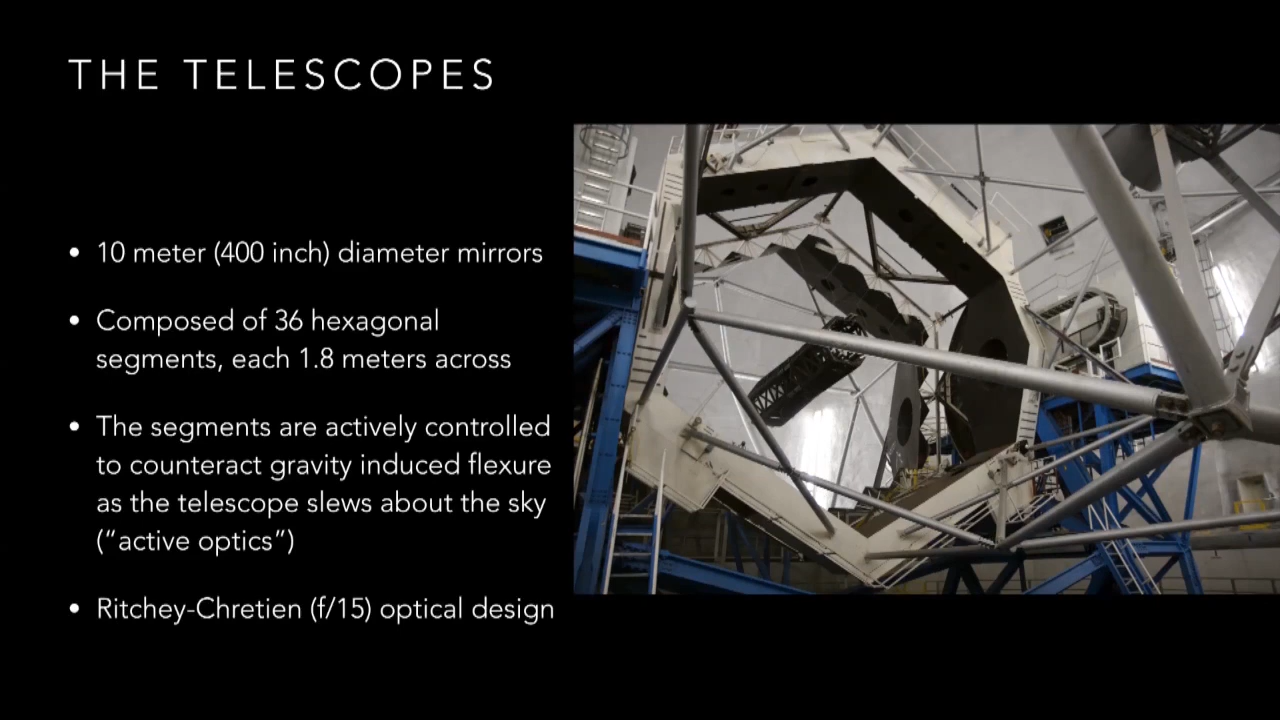 THE TELESCOPES
• 10 meter (400 inch) diameter mirrors
• Composed of 36 hexagonal
segments, each 1.8 meters across
• The segments are actively controlled
to counteract gravity induced flexure
as the telescope slews about the sky
(“active optics”)
• Ritchey-Chretien (f/15) optical design